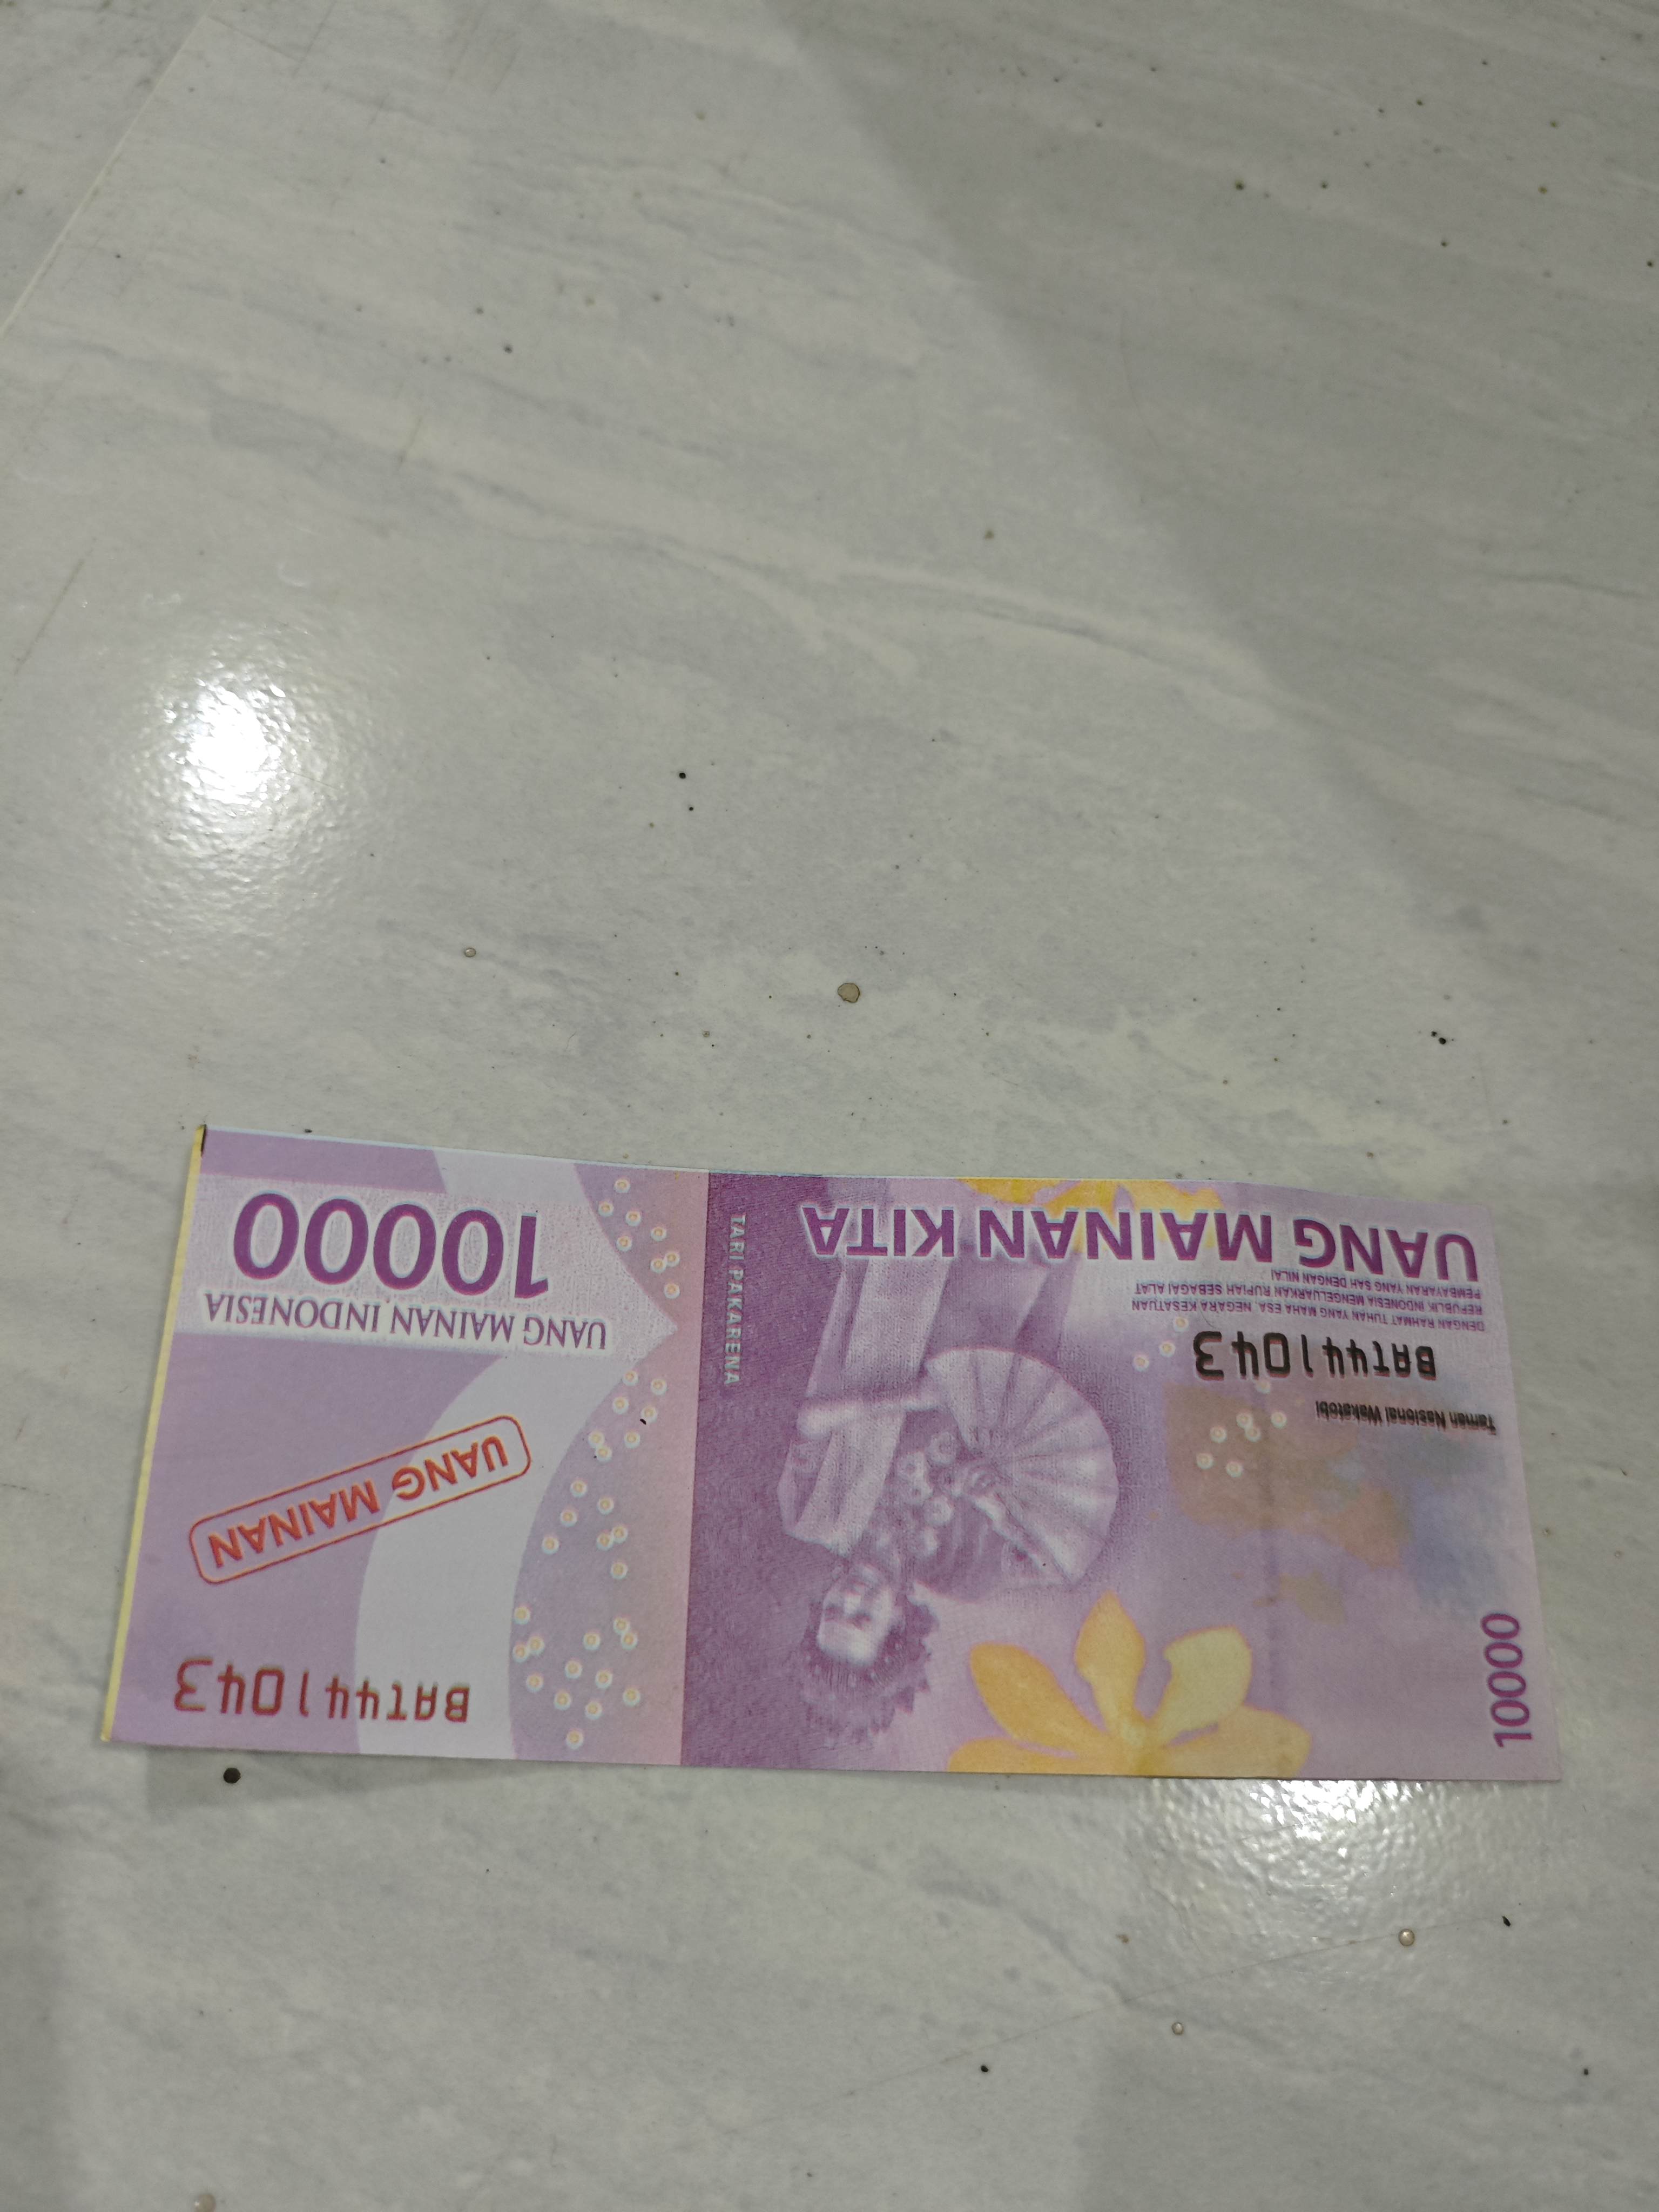 UANG MAINAN KITA
DENGAN RAHMAT TUHAN YANG MAHA ESA, NEGARA KESATUAN
REPUBLIK INDONESIA MENGELUARKAN RUPIAH SEBAGAI ALAT
PEMBAYARAN YANG SAH DENGAN NILAI
BAT441043
Taman Nasional Wakatobi
10000
TARI PAKARENA
BAT441043
UANG MAINAN
UANG MAINAN INDONESIA
10000